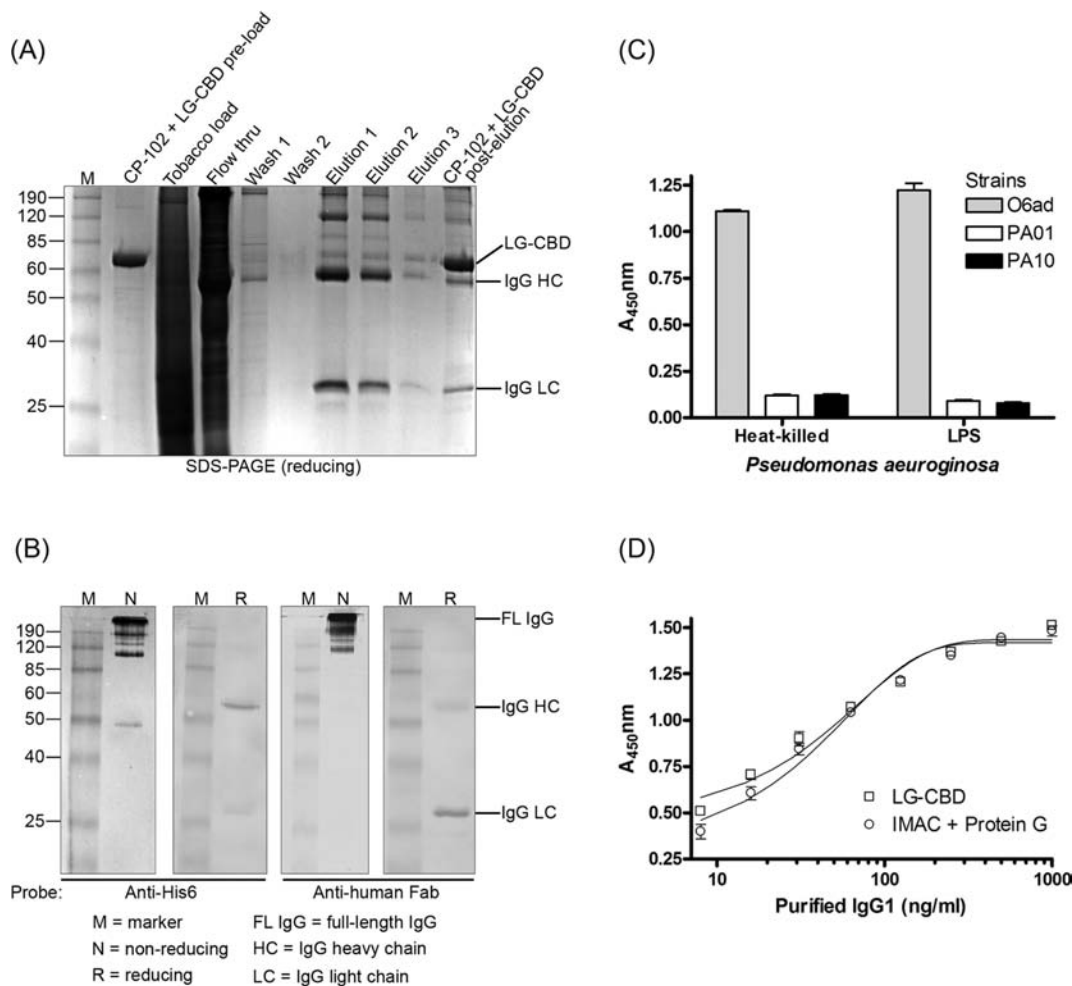 (A)
M
CP-102 + LG-CBD pre-load
Tobacco load
Flow thru
Wash 1
Wash 2
Elution 1
Elution 2
Elution 3
CP-102 + LG-CBD
post-elution
190
120
85
60
50
40
25
LG-CBD
IgG HC
IgG LC
SDS-PAGE (reducing)
(B)
M N M R M N M R
190
120
85
60
50
40
25
FL IgG
IgG HC
IgG LC
Probe: Anti-His6 Anti-human Fab
M = marker FL IgG = full-length IgG
N = non-reducing HC = IgG heavy chain
R = reducing LC = IgG light chain
(C)
A450nm
1.25
1.00
0.75
0.50
0.25
0.00
Strains
O6ad
PA01
PA10
Heat-killed LPS
Pseudomonas aeuroginosa
(D)
A450nm
1.50
1.25
1.00
0.75
0.50
0.25
LG-CBD
IMAC + Protein G
10 100 1000
Purified IgG1 (ng/ml)